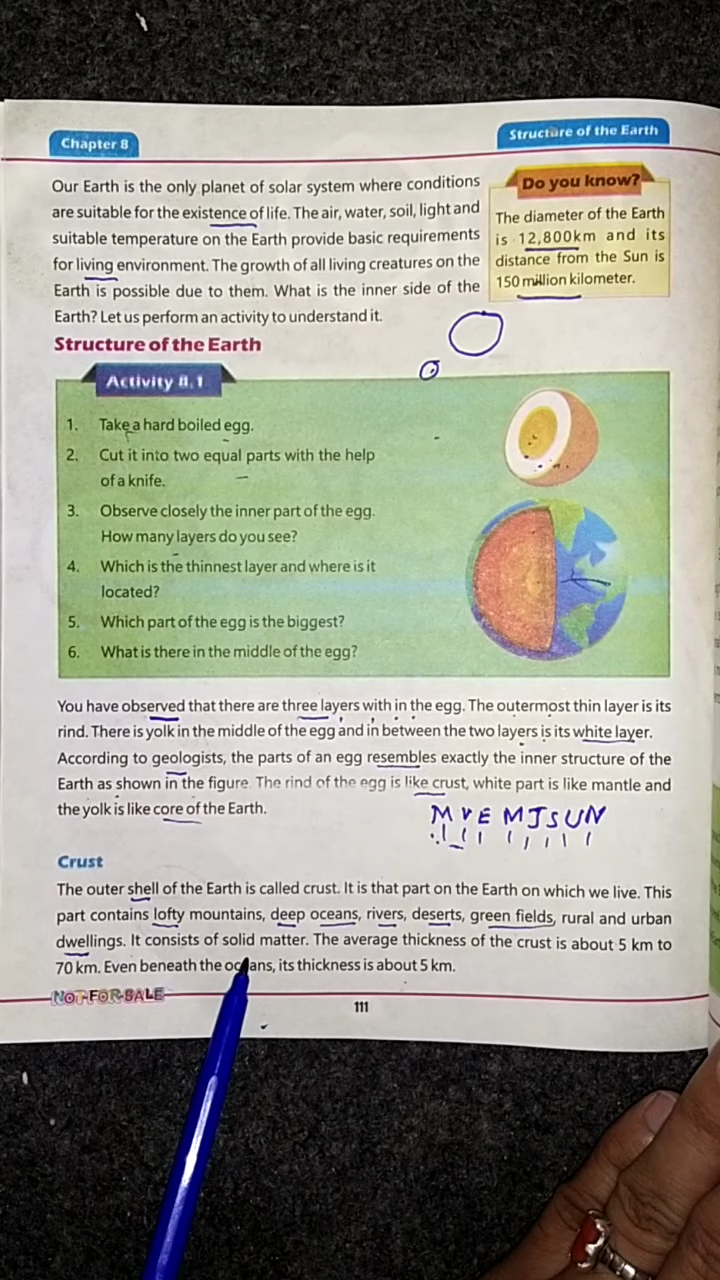 Chapter 8
Structure of the Earth
Our Earth is the only planet of solar system where conditions
are suitable for the existence of life. The air, water, soil, light and
suitable temperature on the Earth provide basic requirements
for living environment. The growth of all living creatures on the
Earth is possible due to them. What is the inner side of the
Earth? Let us perform an activity to understand it.
Do you know?
The diameter of the Earth
is 12,800km and its
distance from the Sun is
150 million kilometer.
Structure of the Earth
Activity 8.1
1. Take a hard boiled egg.
2. Cut it into two equal parts with the help
of a knife.
3. Observe closely the inner part of the egg.
How many layers do you see?
4. Which is the thinnest layer and where is it
located?
5. Which part of the egg is the biggest?
6. What is there in the middle of the egg?
You have observed that there are three layers with in the egg. The outermost thin layer is its
rind. There is yolk in the middle of the egg and in between the two layers is its white layer.
According to geologists, the parts of an egg resembles exactly the inner structure of the
Earth as shown in the figure. The rind of the egg is like crust, white part is like mantle and
the yolk is like core of the Earth.
M V E M J S U N
Crust
The outer shell of the Earth is called crust. It is that part on the Earth on which we live. This
part contains lofty mountains, deep oceans, rivers, deserts, green fields, rural and urban
dwellings. It consists of solid matter. The average thickness of the crust is about 5 km to
70 km. Even beneath the oceans, its thickness is about 5 km.
NOT FOR SALE
111